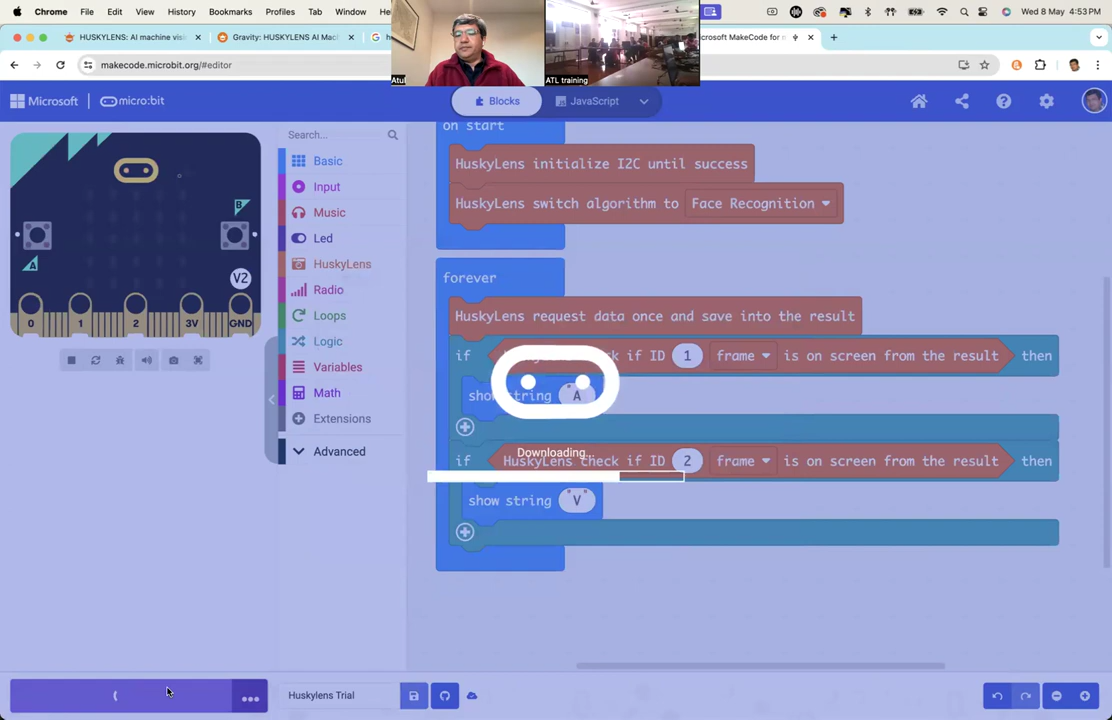 Chrome File Edit View History Bookmarks Profiles Tab Window Wed 8 May 4:53 PM
HUSKYLENS: AI machine visi
Gravity: HUSKYLENS AI Mac
icrosoft MakeCode for m
Atul
ATL training
makecode.microbit.org/#editor
Microsoft
micro:bit
Blocks
JavaScript
Search...
B
A
V2
0 1 2 3V GND
Basic
Input
Music
Led
HuskyLens
Radio
Loops
Logic
Variables
Math
Extensions
Advanced
on start
HuskyLens initialize I2C until success
HuskyLens switch algorithm to Face Recognition
forever
HuskyLens request data once and save into the result
if HuskyLens check if ID 1 frame is on screen from the result then
show string "A"
if HuskyLens check if ID 2 frame is on screen from the result then
show string "V"
Downloading...
Huskylens Trial